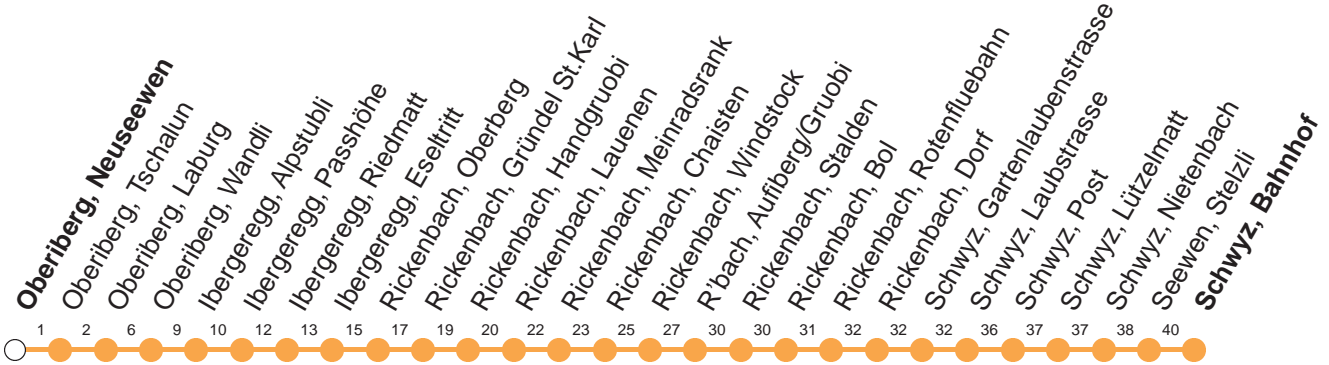 Oberiberg, Neuseewen
Oberiberg, Tschalun
Oberiberg, Laburg
Oberiberg, Wandli
Ibergeregg, Alpstubli
Ibergeregg, Passhöhe
Ibergeregg, Riedmatt
Ibergeregg, Eseltritt
Rickenbach, Oberberg
Rickenbach, Gründel St.Karl
Rickenbach, Handgruobi
Rickenbach, Lauenen
Rickenbach, Meinradsrank
Rickenbach, Chaisten
Rickenbach, Windstock
R'bach, Aufiberg/Gruobi
Rickenbach, Stalden
Rickenbach, Bol
Rickenbach, Rotenfluebahn
Rickenbach, Dorf
Schwyz, Gartenlaubenstrasse
Schwyz, Laubstrasse
Schwyz, Post
Schwyz, Lützelmatt
Schwyz, Nietenbach
Seewen, Stelzli
Schwyz, Bahnhof
1 2 6 9 10 12 13 15 17 19 20 22 23 25 27 30 30 31 32 32 32 36 37 37 38 40